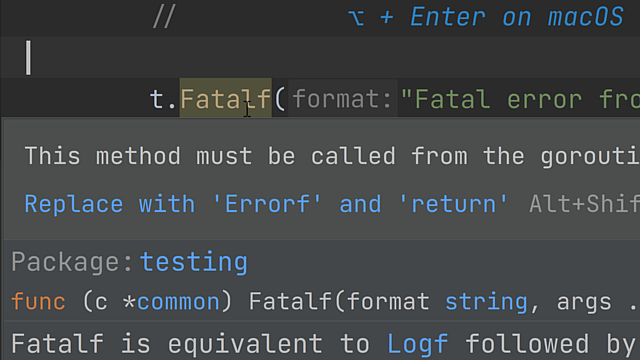 // ⌥ + Enter on macOS
t.Fatalf( format: "Fatal error fro
This method must be called from the gorouti
Replace with 'Errorf' and 'return' Alt+Shif
Package: testing
func (c *common) Fatalf(format string, args .
Fatalf is equivalent to Logf followed by